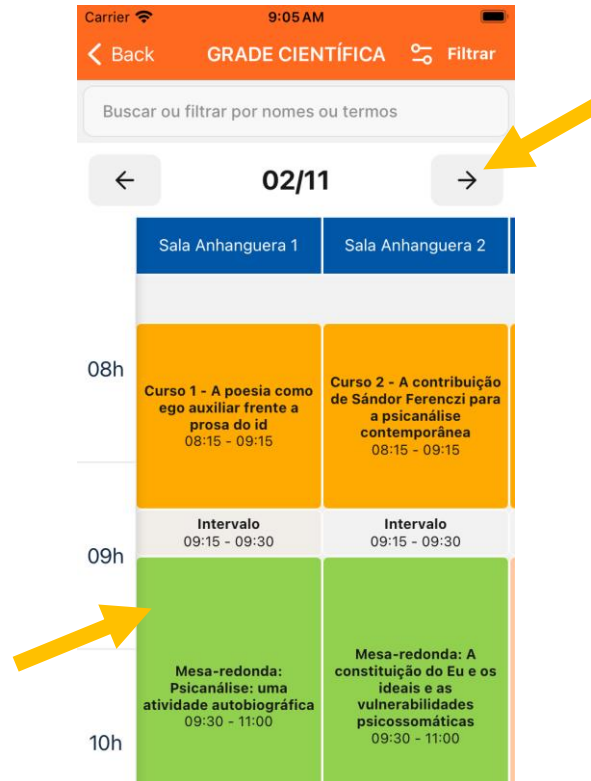 Carrier 9:05 AM
Back GRADE CIENTÍFICA Filtrar
Buscar ou filtrar por nomes ou termos
02/11
Sala Anhanguera 1
Sala Anhanguera 2
08h
Curso 1 - A poesia como
ego auxiliar frente a
prosa do id
08:15 - 09:15
Curso 2 - A contribuição
de Sándor Ferenczi para
a psicanálise
contemporânea
08:15 - 09:15
Intervalo
09:15 - 09:30
Intervalo
09:15 - 09:30
09h
Mesa-redonda:
Psicanálise: uma
atividade autobiográfica
09:30 - 11:00
Mesa-redonda: A
constituição do Eu e os
ideais e as
vulnerabilidades
psicossomáticas
09:30 - 11:00
10h